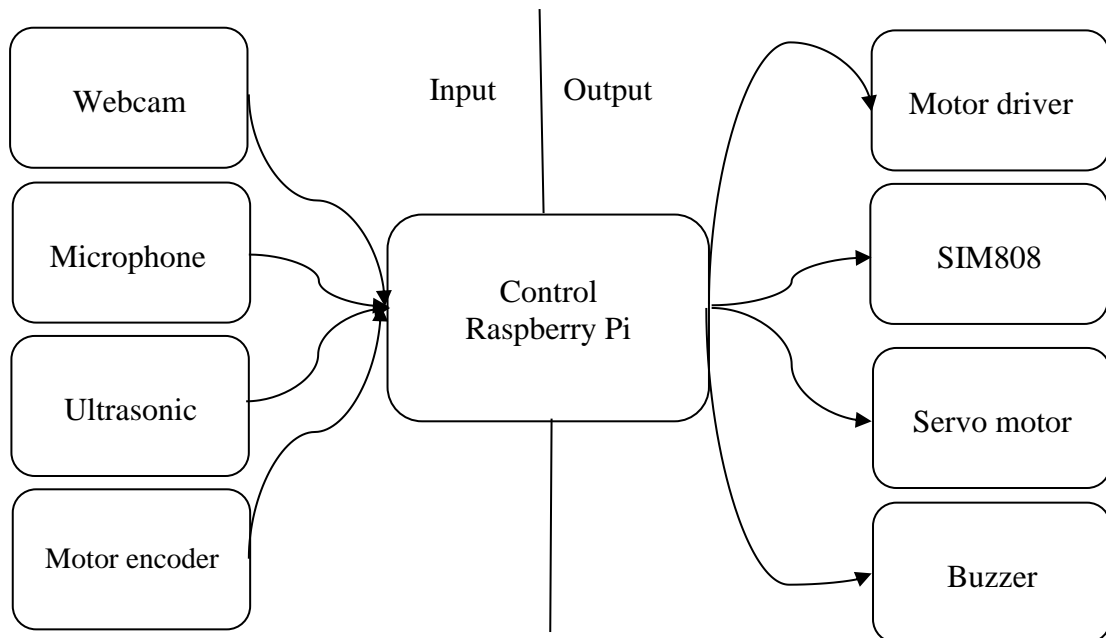 Webcam
Microphone
Ultrasonic
Motor encoder
Input
Output
Control
Raspberry Pi
Motor driver
SIM808
Servo motor
Buzzer